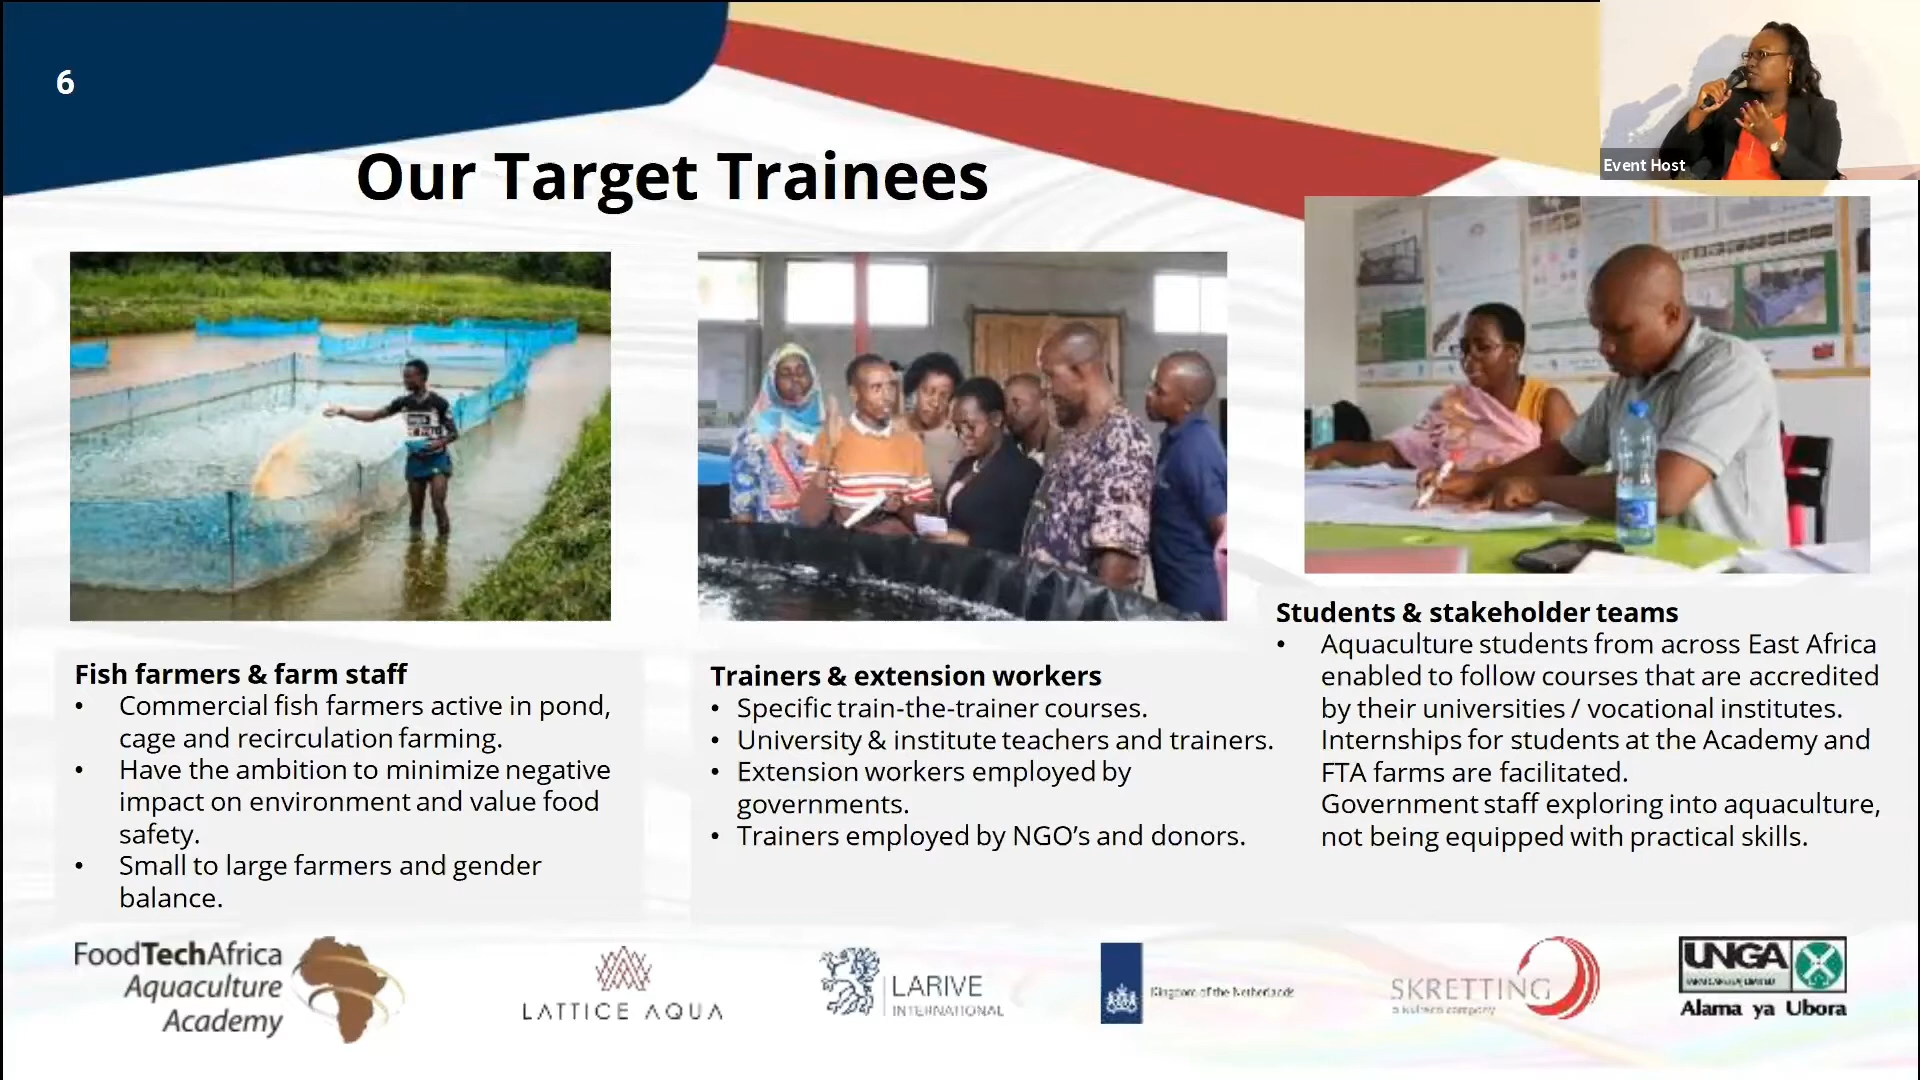 6
Event Host
Our Target Trainees
Fish farmers & farm staff
• Commercial fish farmers active in pond,
cage and recirculation farming.
• Have the ambition to minimize negative
impact on environment and value food
safety.
• Small to large farmers and gender
balance.
Trainers & extension workers
• Specific train-the-trainer courses.
• University & institute teachers and trainers.
• Extension workers employed by
governments.
• Trainers employed by NGO’s and donors.
Students & stakeholder teams
• Aquaculture students from across East Africa
enabled to follow courses that are accredited
by their universities / vocational institutes.
Internships for students at the Academy and
FTA farms are facilitated.
Government staff exploring into aquaculture,
not being equipped with practical skills.
FoodTechAfrica
Aquaculture
Academy
LATTICE AQUA
LARIVE
INTERNATIONAL
Kingdom of the Netherlands
SKRETTING
a Nutreco company
UNGA
Alama ya Ubora